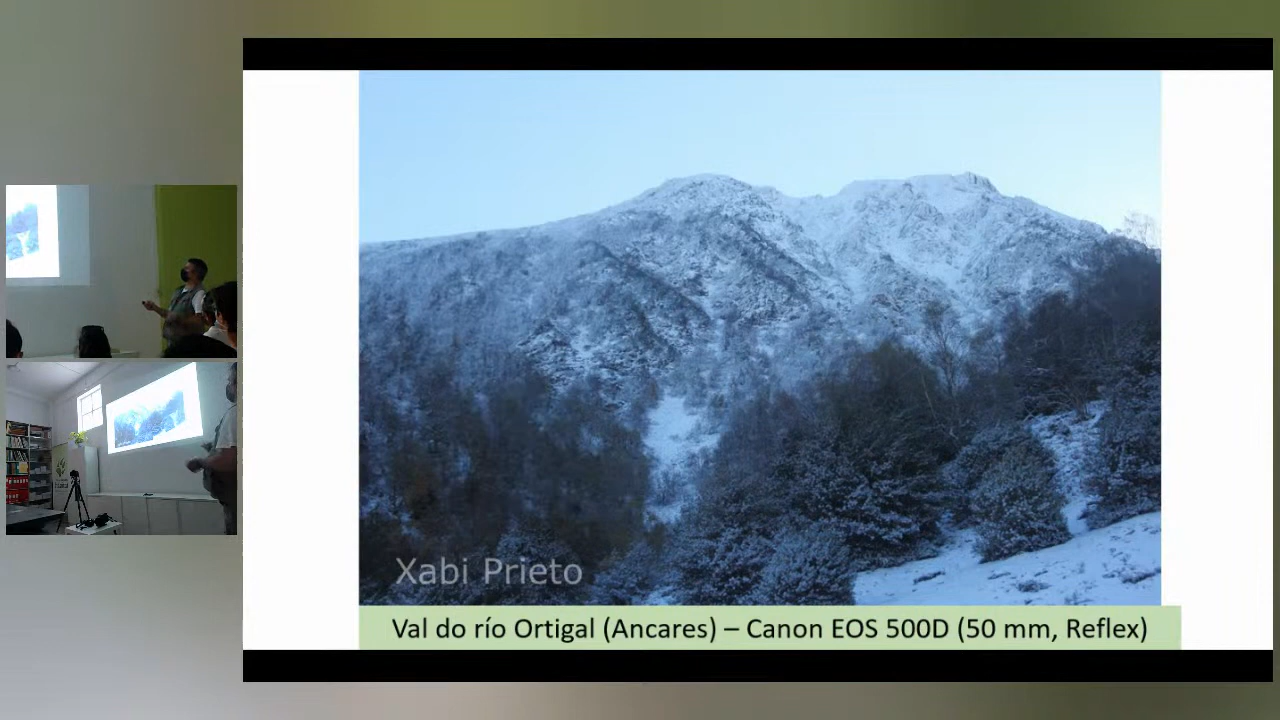 Xabi Prieto
Val do río Ortigal (Ancares) – Canon EOS 500D (50 mm, Reflex)